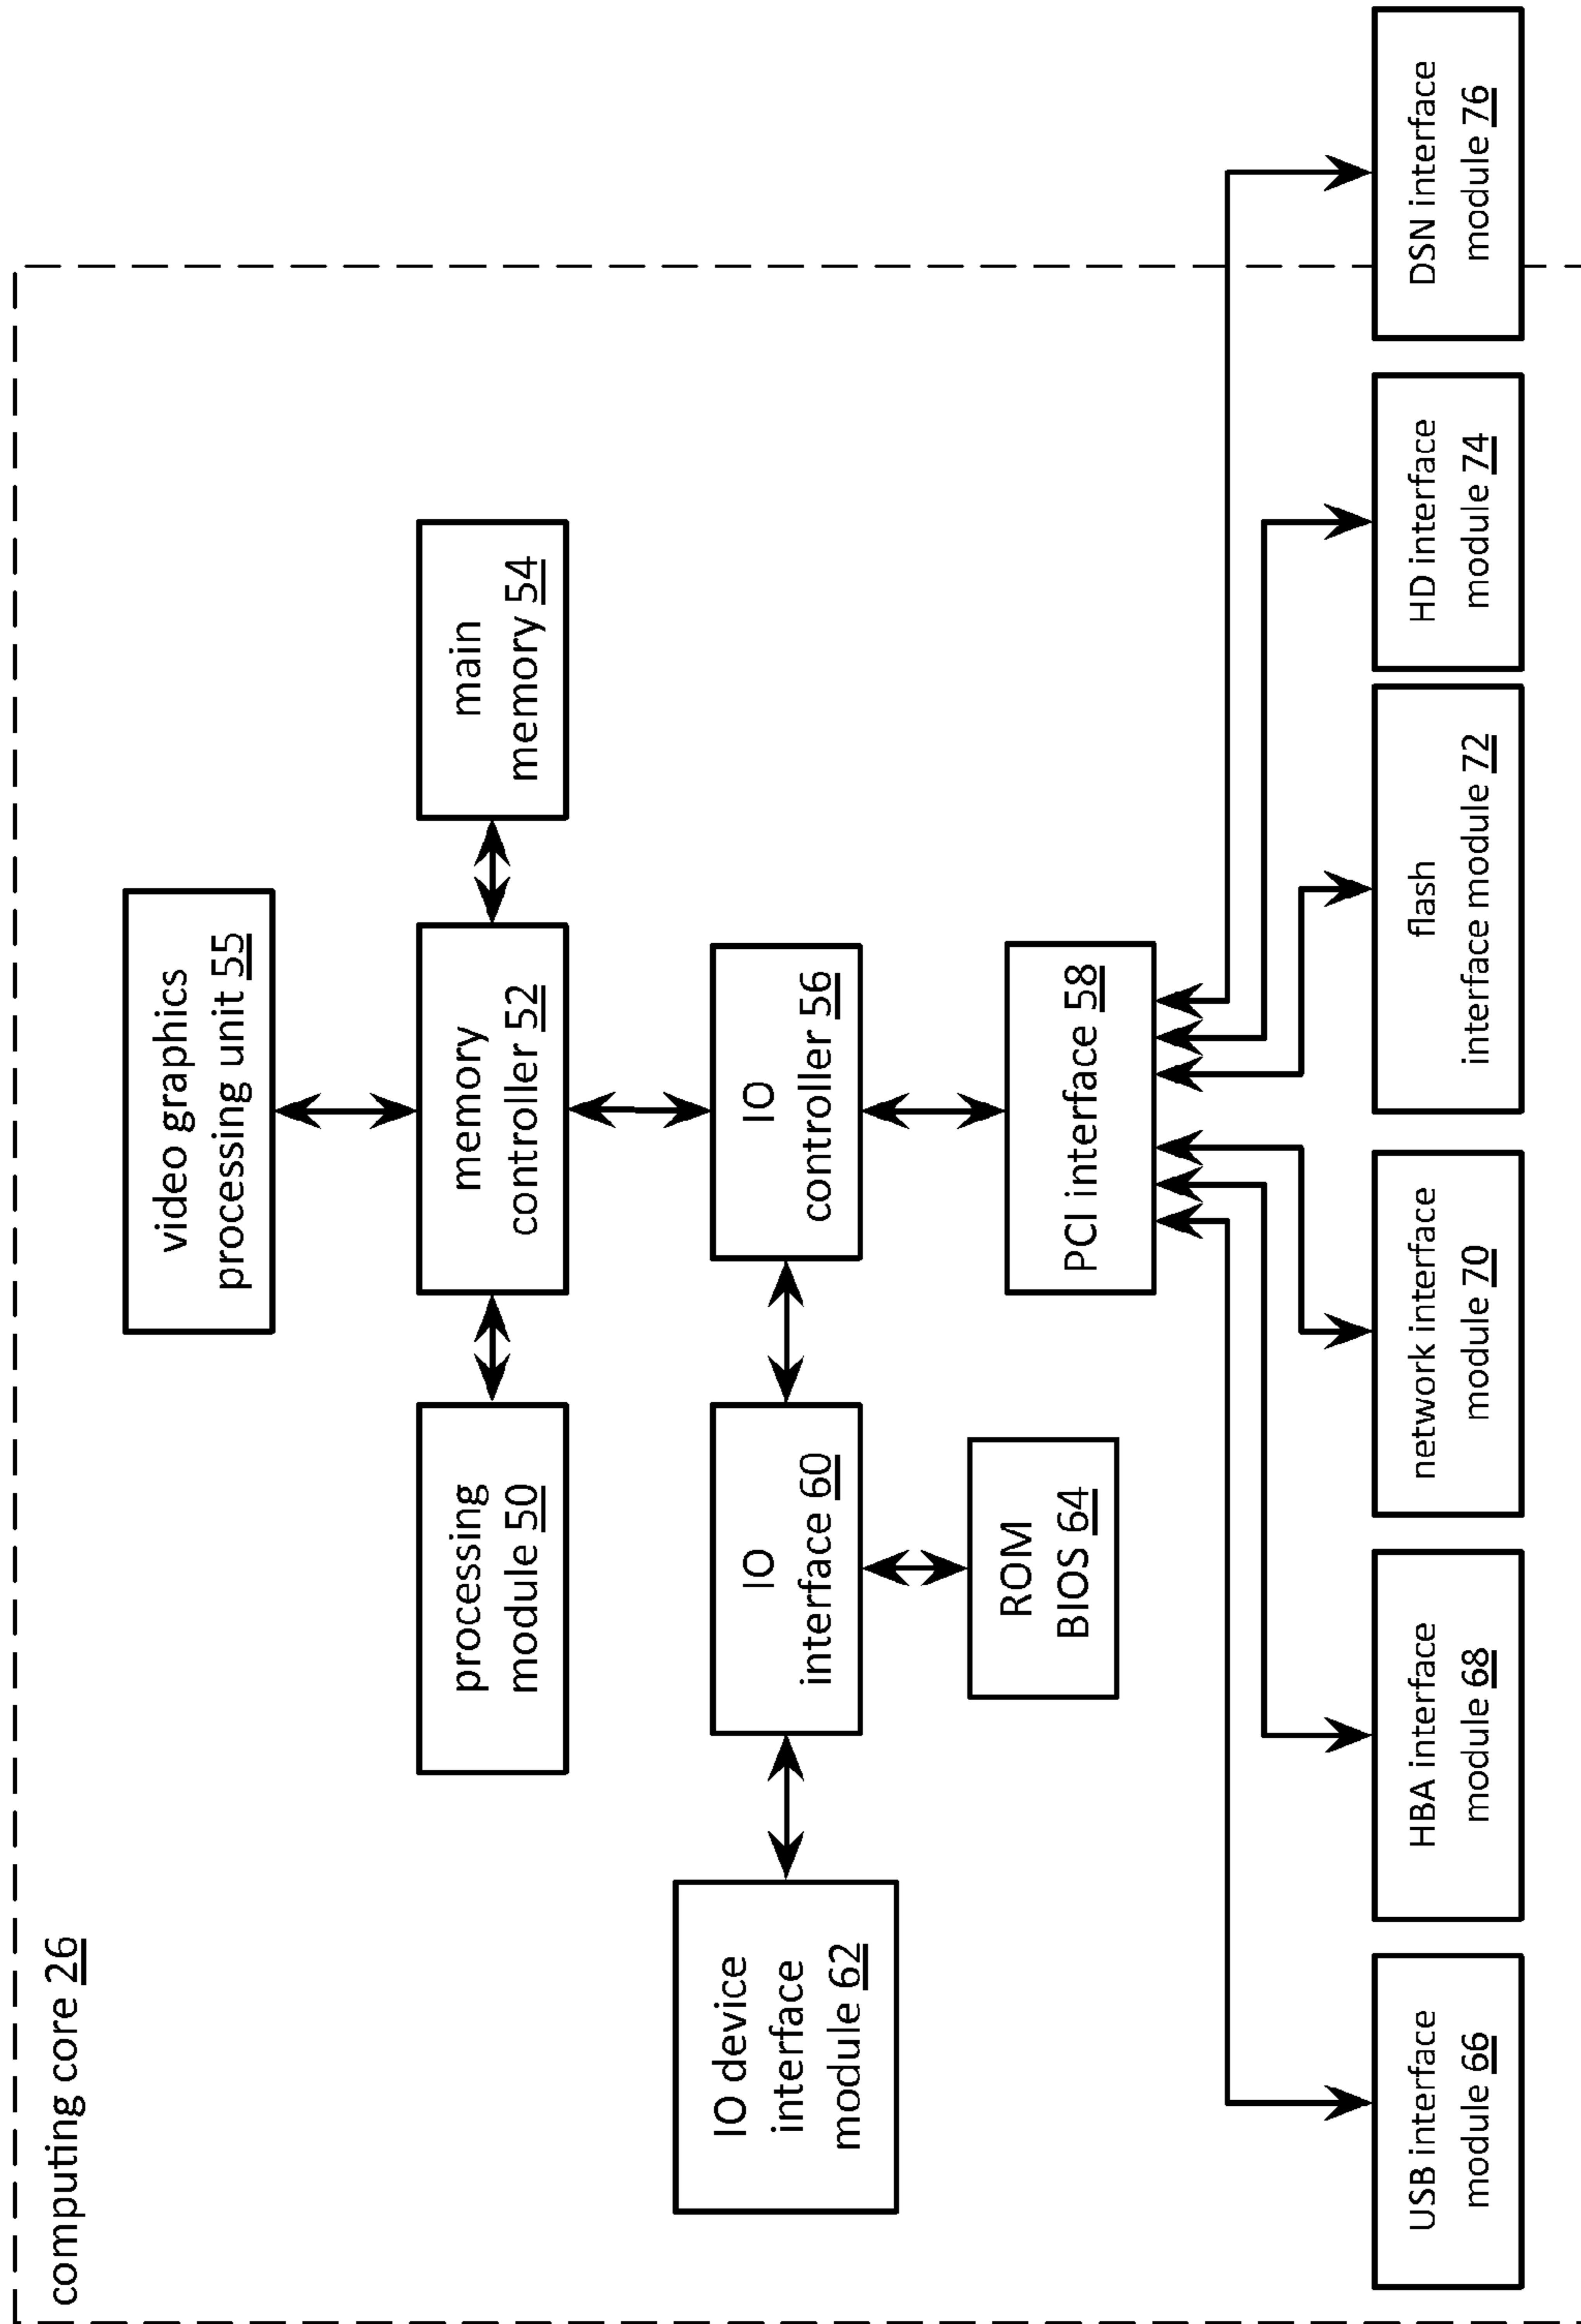 computing core 26
video graphics
processing unit 55
processing
module 50
memory
controller 52
main
memory 54
IO device
interface
module 62
IO
interface 60
IO
controller 56
ROM
BIOS 64
PCI interface 58
USB interface
module 66
HBA interface
module 68
network interface
module 70
flash
interface module 72
HD interface
module 74
DSN interface
module 76